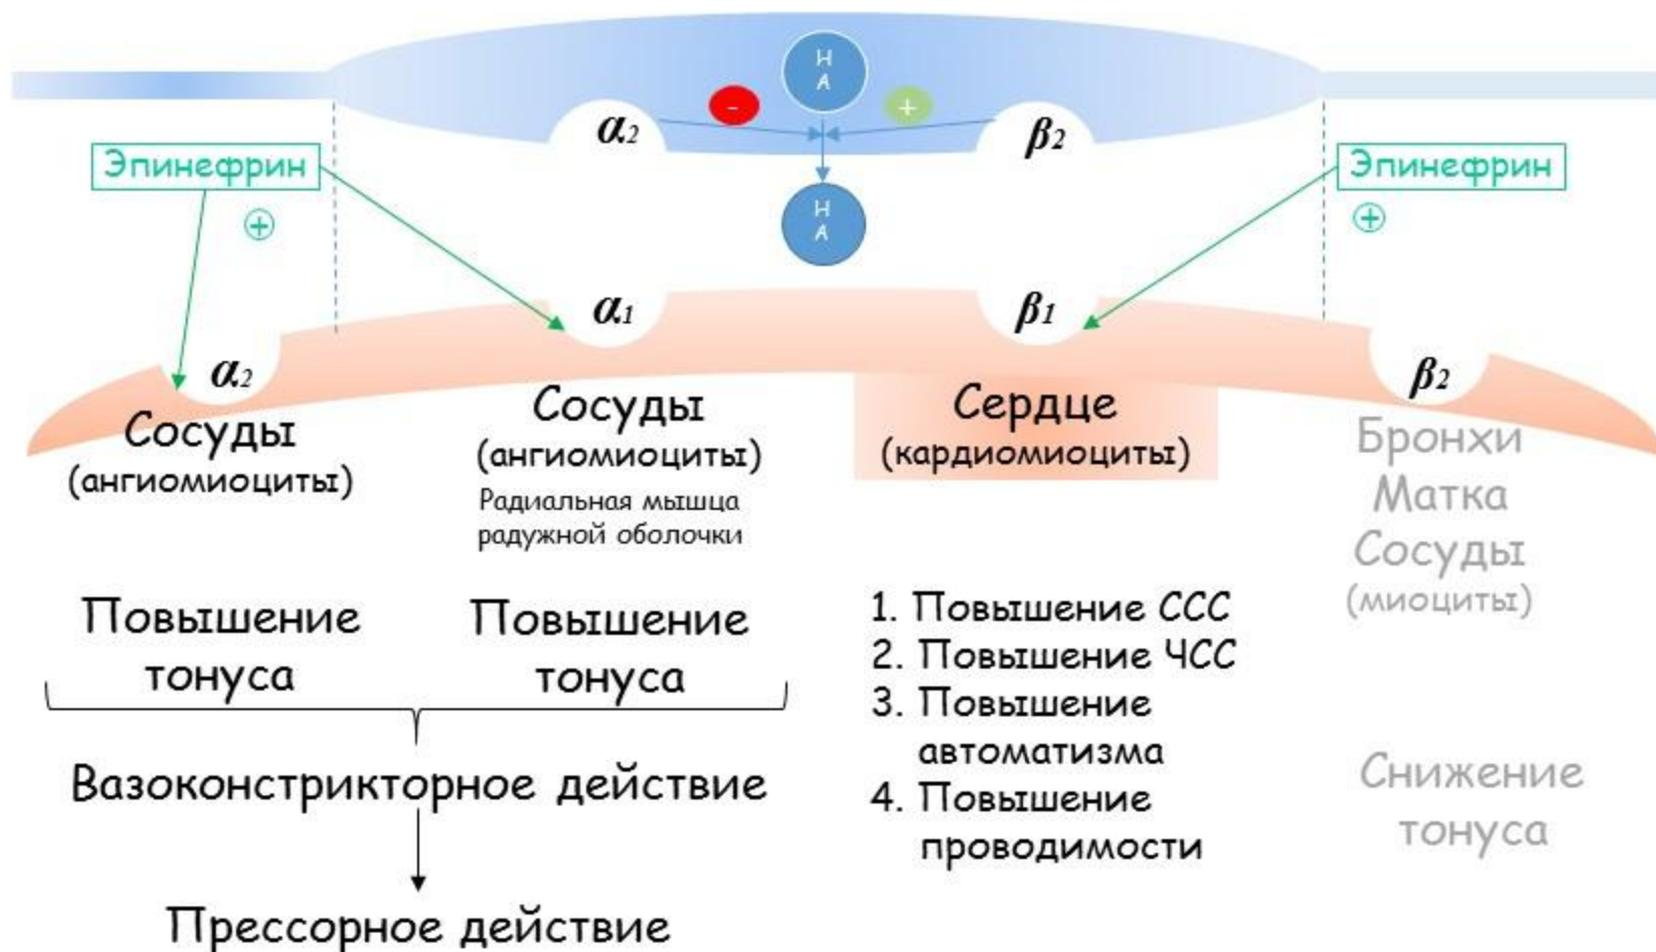 Н
А
-
+
α2
β2
Эпинефрин
+
Эпинефрин
+
Н
А
α1
β1
α2
β2
Сосуды
(ангиомиоциты)
Сосуды
(ангиомиоциты)
Радиальная мышца
радужной оболочки
Сердце
(кардиомиоциты)
Бронхи
Матка
Сосуды
(миоциты)
Повышение
тонуса
Повышение
тонуса
Вазоконстрикторное действие
Прессорное действие
1. Повышение ССС
2. Повышение ЧСС
3. Повышение
автоматизма
4. Повышение
проводимости
Снижение
тонуса